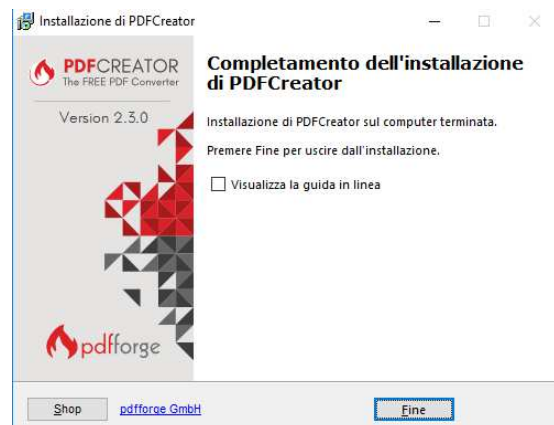 Installazione di PDFCreator
PDFCREATOR
The FREE PDF Converter
Version 2.3.0
pdfforge
Completamento dell'installazione
di PDFCreator
Installazione di PDFCreator sul computer terminata.
Premere Fine per uscire dall'installazione.
Visualizza la guida in linea
Shop
pdfforge GmbH
Fine